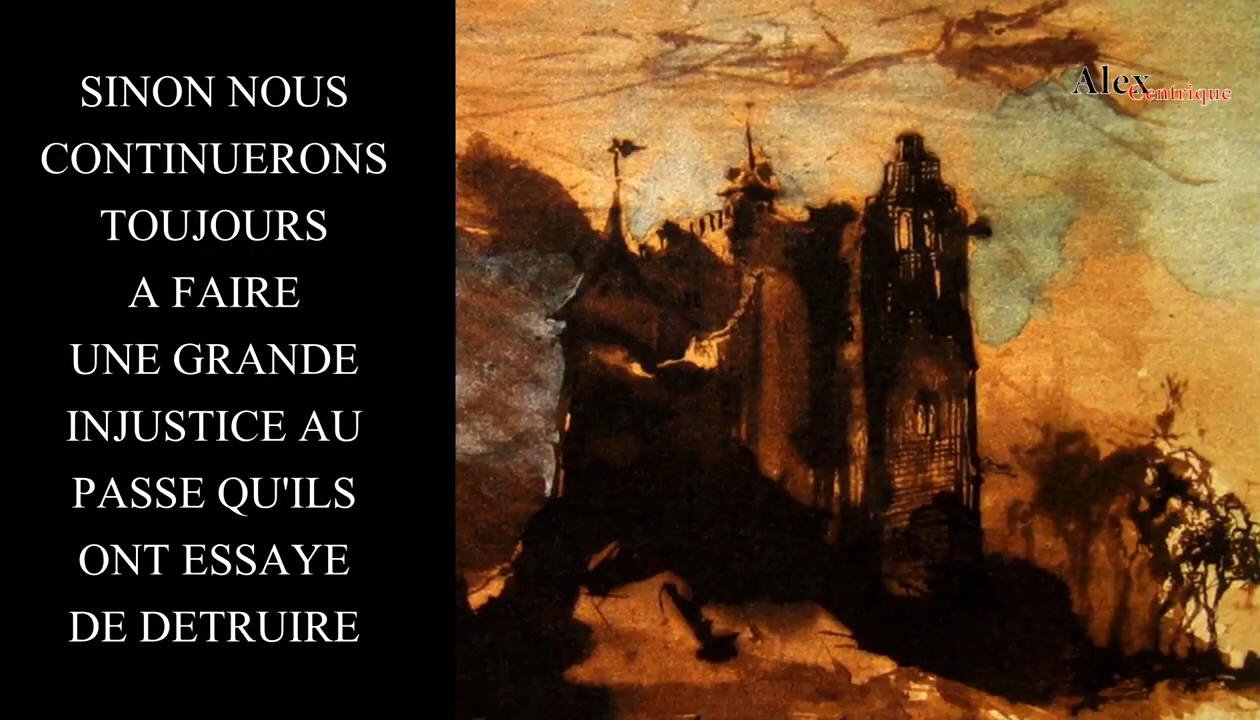 SINON NOUS
CONTINUERONS
TOUJOURS
A FAIRE
UNE GRANDE
INJUSTICE AU
PASSE QU'ILS
ONT ESSAYE
DE DETRUIRE
Alex
Centrique